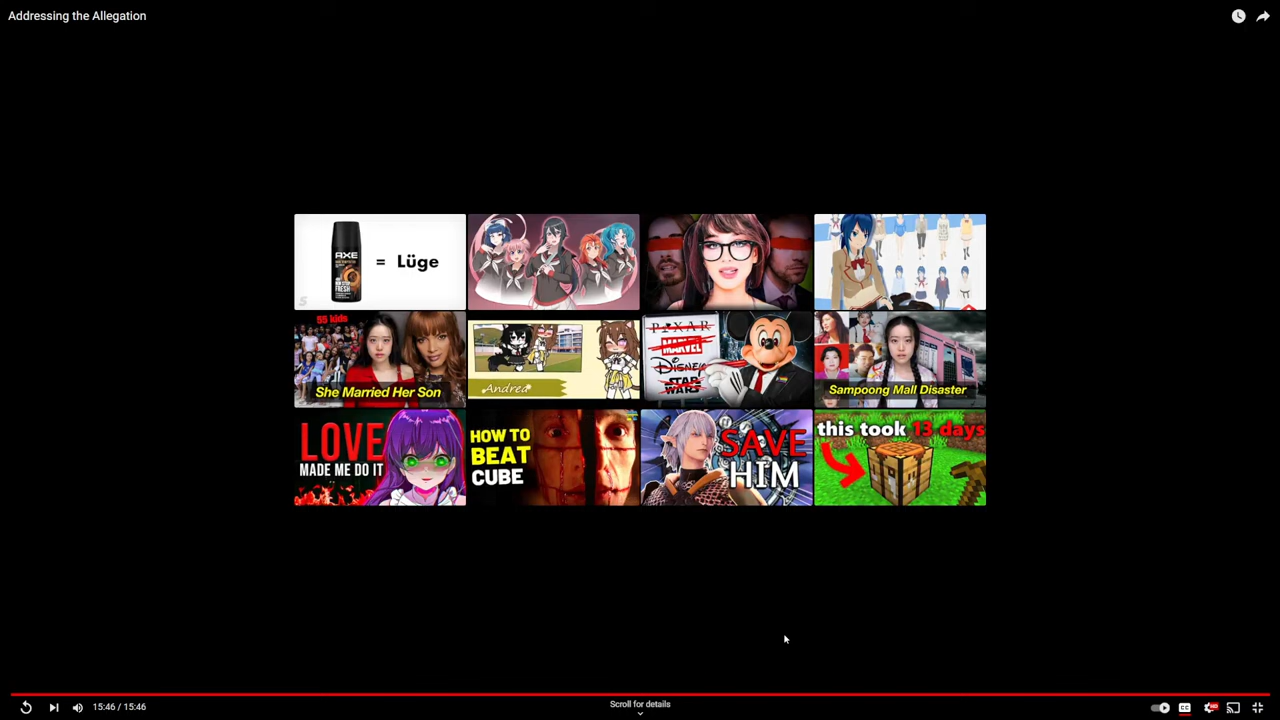 Addressing the Allegation
AXE
= Lüge
S
55 kids
She Married Her Son
Andrea
PIXAR
MARVEL
DISNEY
STAR
WARS
Sampoong Mall Disaster
LOVE
MADE ME DO IT
HOW TO
BEAT
CUBE
SAVE
HIM
this took 13 days
15:46 / 15:46
Scroll for details
CC
HD